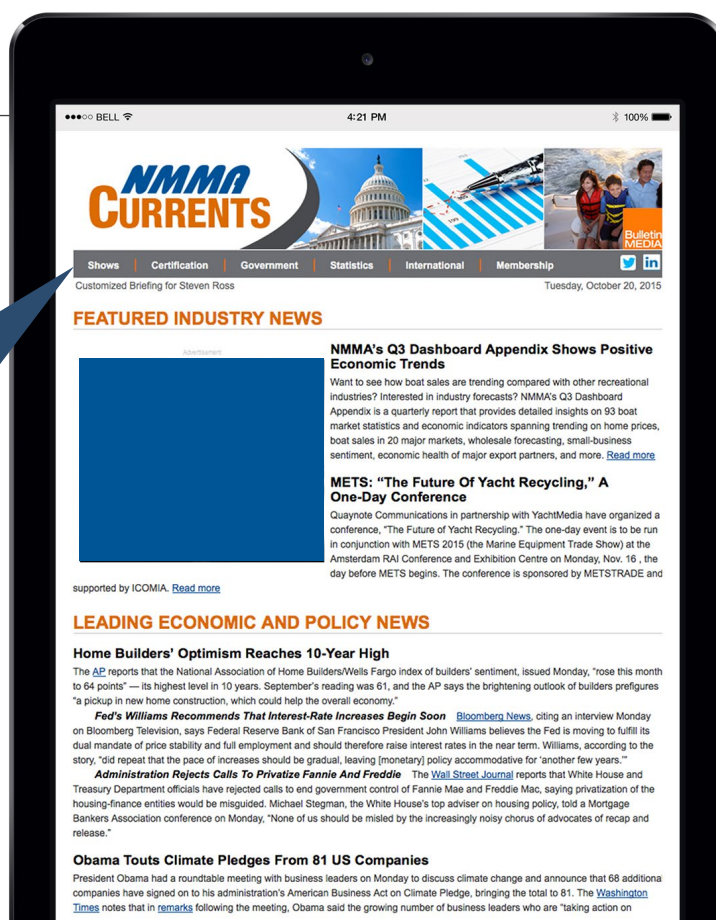 BELL
4:21 PM
100%
NMMA
CURRENTS
Bulletin
MEDIA
Shows
Certification
Government
Statistics
International
Membership
Customized Briefing for Steven Ross
Tuesday, October 20, 2015
FEATURED INDUSTRY NEWS
Advertisement
NMMA's Q3 Dashboard Appendix Shows Positive
Economic Trends
Want to see how boat sales are trending compared with other recreational
industries? Interested in industry forecasts? NMMA's Q3 Dashboard
Appendix is a quarterly report that provides detailed insights on 93 boat
market statistics and economic indicators spanning trending on home prices,
boat sales in 20 major markets, wholesale forecasting, small-business
sentiment, economic health of major export partners, and more. Read more
METS: “The Future Of Yacht Recycling,” A
One-Day Conference
Quaynote Communications in partnership with YachtMedia have organized a
conference, “The Future of Yacht Recycling.” The one-day event is to be run
in conjunction with METS 2015 (the Marine Equipment Trade Show) at the
Amsterdam RAI Conference and Exhibition Centre on Monday, Nov. 16 , the
day before METS begins. The conference is sponsored by METSTRADE and
supported by ICOMIA. Read more
LEADING ECONOMIC AND POLICY NEWS
Home Builders’ Optimism Reaches 10-Year High
The AP reports that the National Association of Home Builders/Wells Fargo index of builders’ sentiment, issued Monday, “rose this month
to 64 points” — its highest level in 10 years. September’s reading was 61, and the AP says the brightening outlook of builders prefigures
“a pickup in new home construction, which could help the overall economy.”
Fed’s Williams Recommends That Interest-Rate Increases Begin Soon Bloomberg News, citing an interview Monday
on Bloomberg Television, says Federal Reserve Bank of San Francisco President John Williams believes the Fed is moving to fulfill its
dual mandate of price stability and full employment and should therefore raise interest rates in the near term. Williams, according to the
story, “did repeat that the pace of increases should be gradual, leaving [monetary] policy accommodative for ‘another few years.’”
Administration Rejects Calls To Privatize Fannie And Freddie The Wall Street Journal reports that White House and
Treasury Department officials have rejected calls to end government control of Fannie Mae and Freddie Mac, saying privatization of the
housing-finance entities would be misguided. Michael Stegman, the White House’s top adviser on housing policy, told a Mortgage
Bankers Association conference on Monday, “None of us should be misled by the increasingly noisy chorus of advocates of recap and
release.”
Obama Touts Climate Pledges From 81 US Companies
President Obama had a roundtable meeting with business leaders on Monday to discuss climate change and announce that 68 additiona
companies have signed on to his administration’s American Business Act on Climate Pledge, bringing the total to 81. The Washington
Times notes that in remarks following the meeting, Obama said the growing number of business leaders who are “taking action on